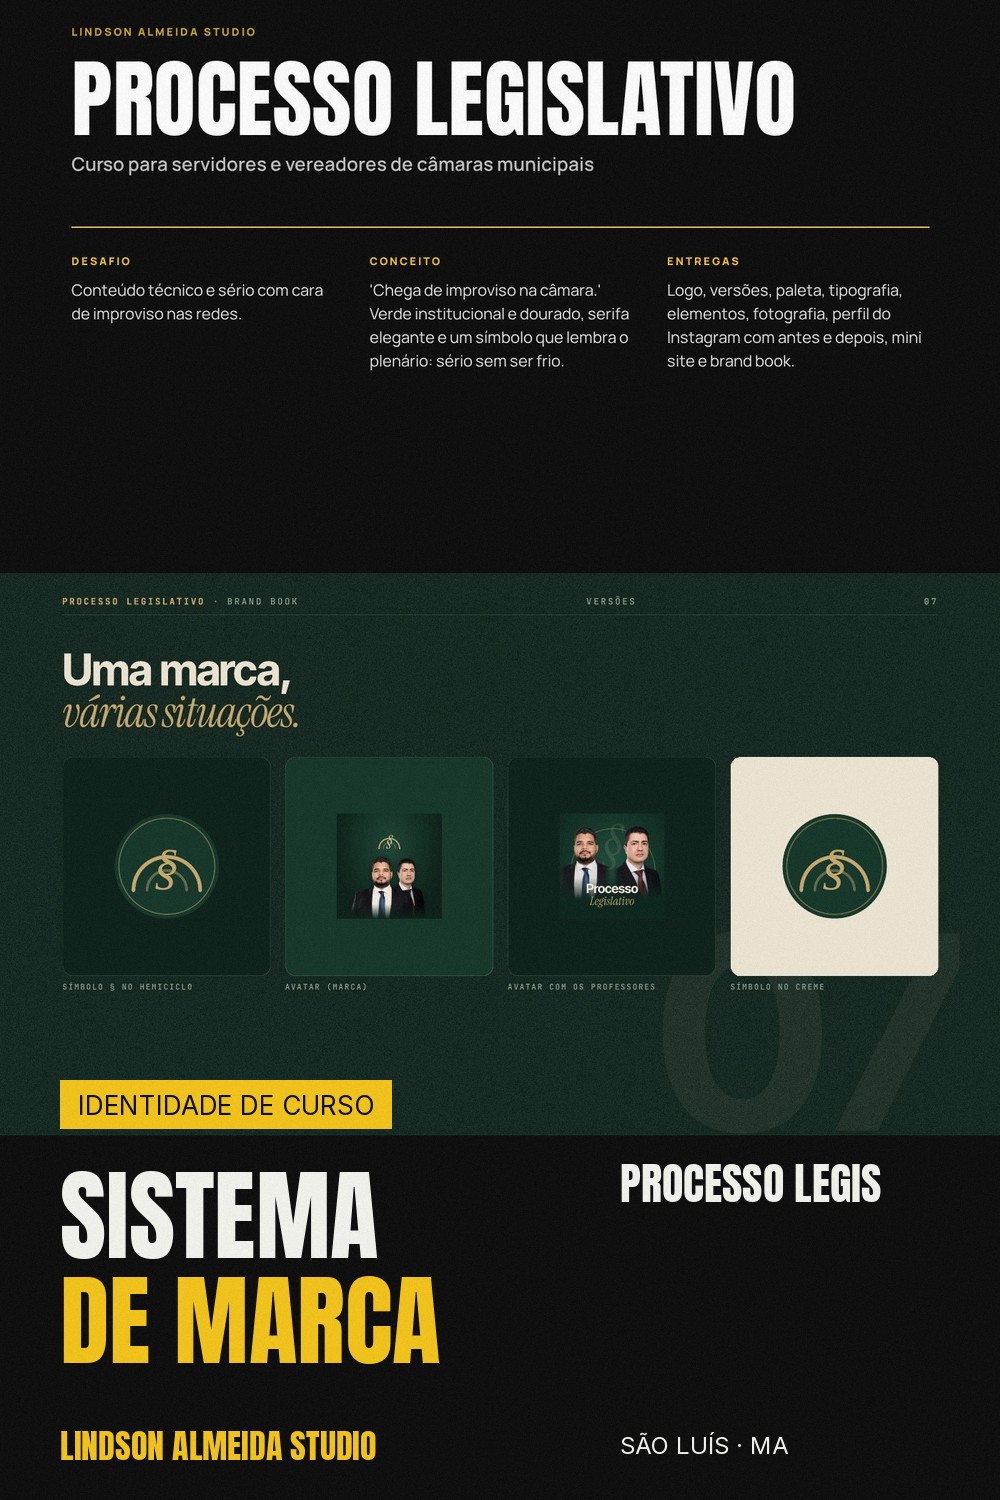 LINDSON ALMEIDA STUDIO
PROCESSO LEGISLATIVO
Curso para servidores e vereadores de câmaras municipais
DESAFIO
Conteúdo técnico e sério com cara
de improviso nas redes.
CONCEITO
'Chega de improviso na câmara.'
Verde institucional e dourado, serifa
elegante e um símbolo que lembra o
plenário: sério sem ser frio.
ENTREGAS
Logo, versões, paleta, tipografia,
elementos, fotografia, perfil do
Instagram com antes e depois, mini
site e brand book.
PROCESSO LEGISLATIVO · BRAND BOOK
VERSÕES
07
Uma marca,
várias situações.
§
§
Processo
Legislativo
§
SÍMBOLO § NO HEMICICLO
AVATAR (MARCA)
AVATAR COM OS PROFESSORES
SÍMBOLO NO CREME
07
IDENTIDADE DE CURSO
SISTEMA
DE MARCA
PROCESSO LEGIS
LINDSON ALMEIDA STUDIO
SÃO LUÍS · MA